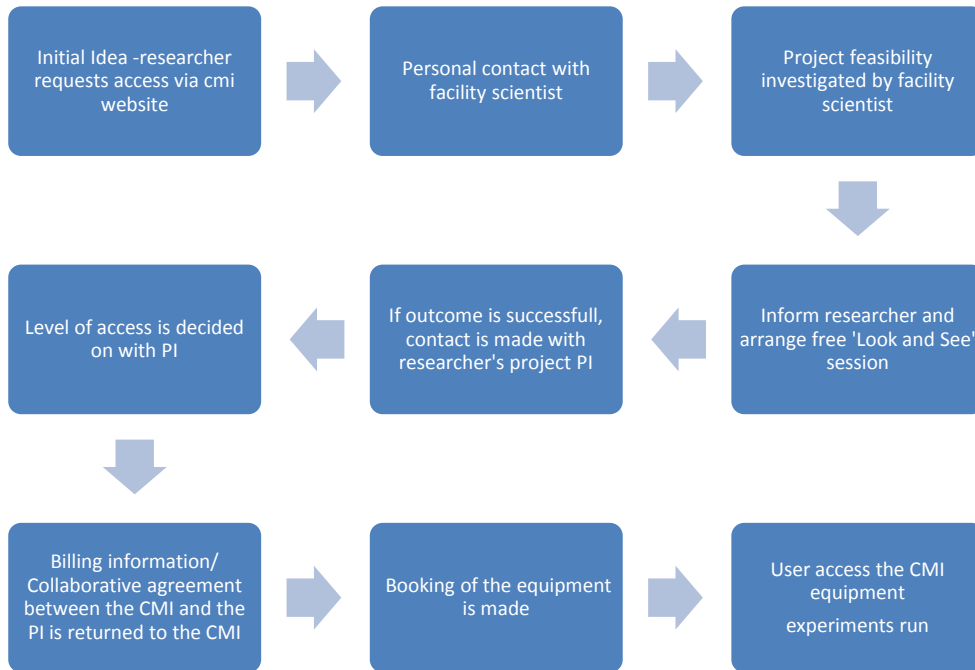 Initial Idea -researcher
requests access via cmi
website
Personal contact with
facility scientist
Project feasibility
investigated by facility
scientist
Inform researcher and
arrange free 'Look and See'
session
If outcome is successfull,
contact is made with
researcher's project PI
Level of access is decided
on with PI
Billing information/
Collaborative agreement
between the CMI and the
PI is returned to the CMI
Booking of the equipment
is made
User access the CMI
equipment
experiments run